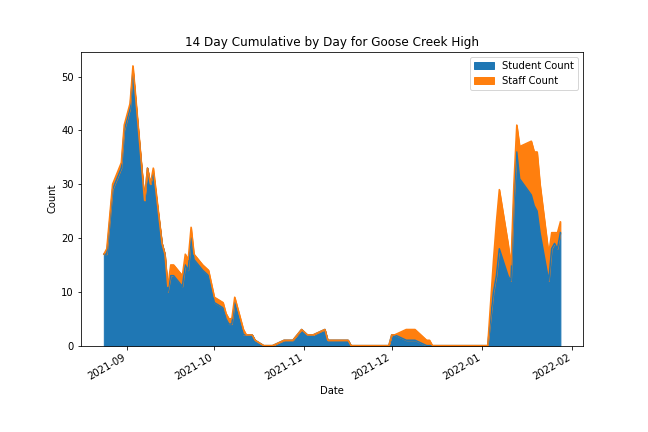 14 Day Cumulative by Day for Goose Creek High
Student Count
Staff Count
Count
50
40
30
20
10
0
2021-09
2021-10
2021-11
2021-12
2022-01
2022-02
Date